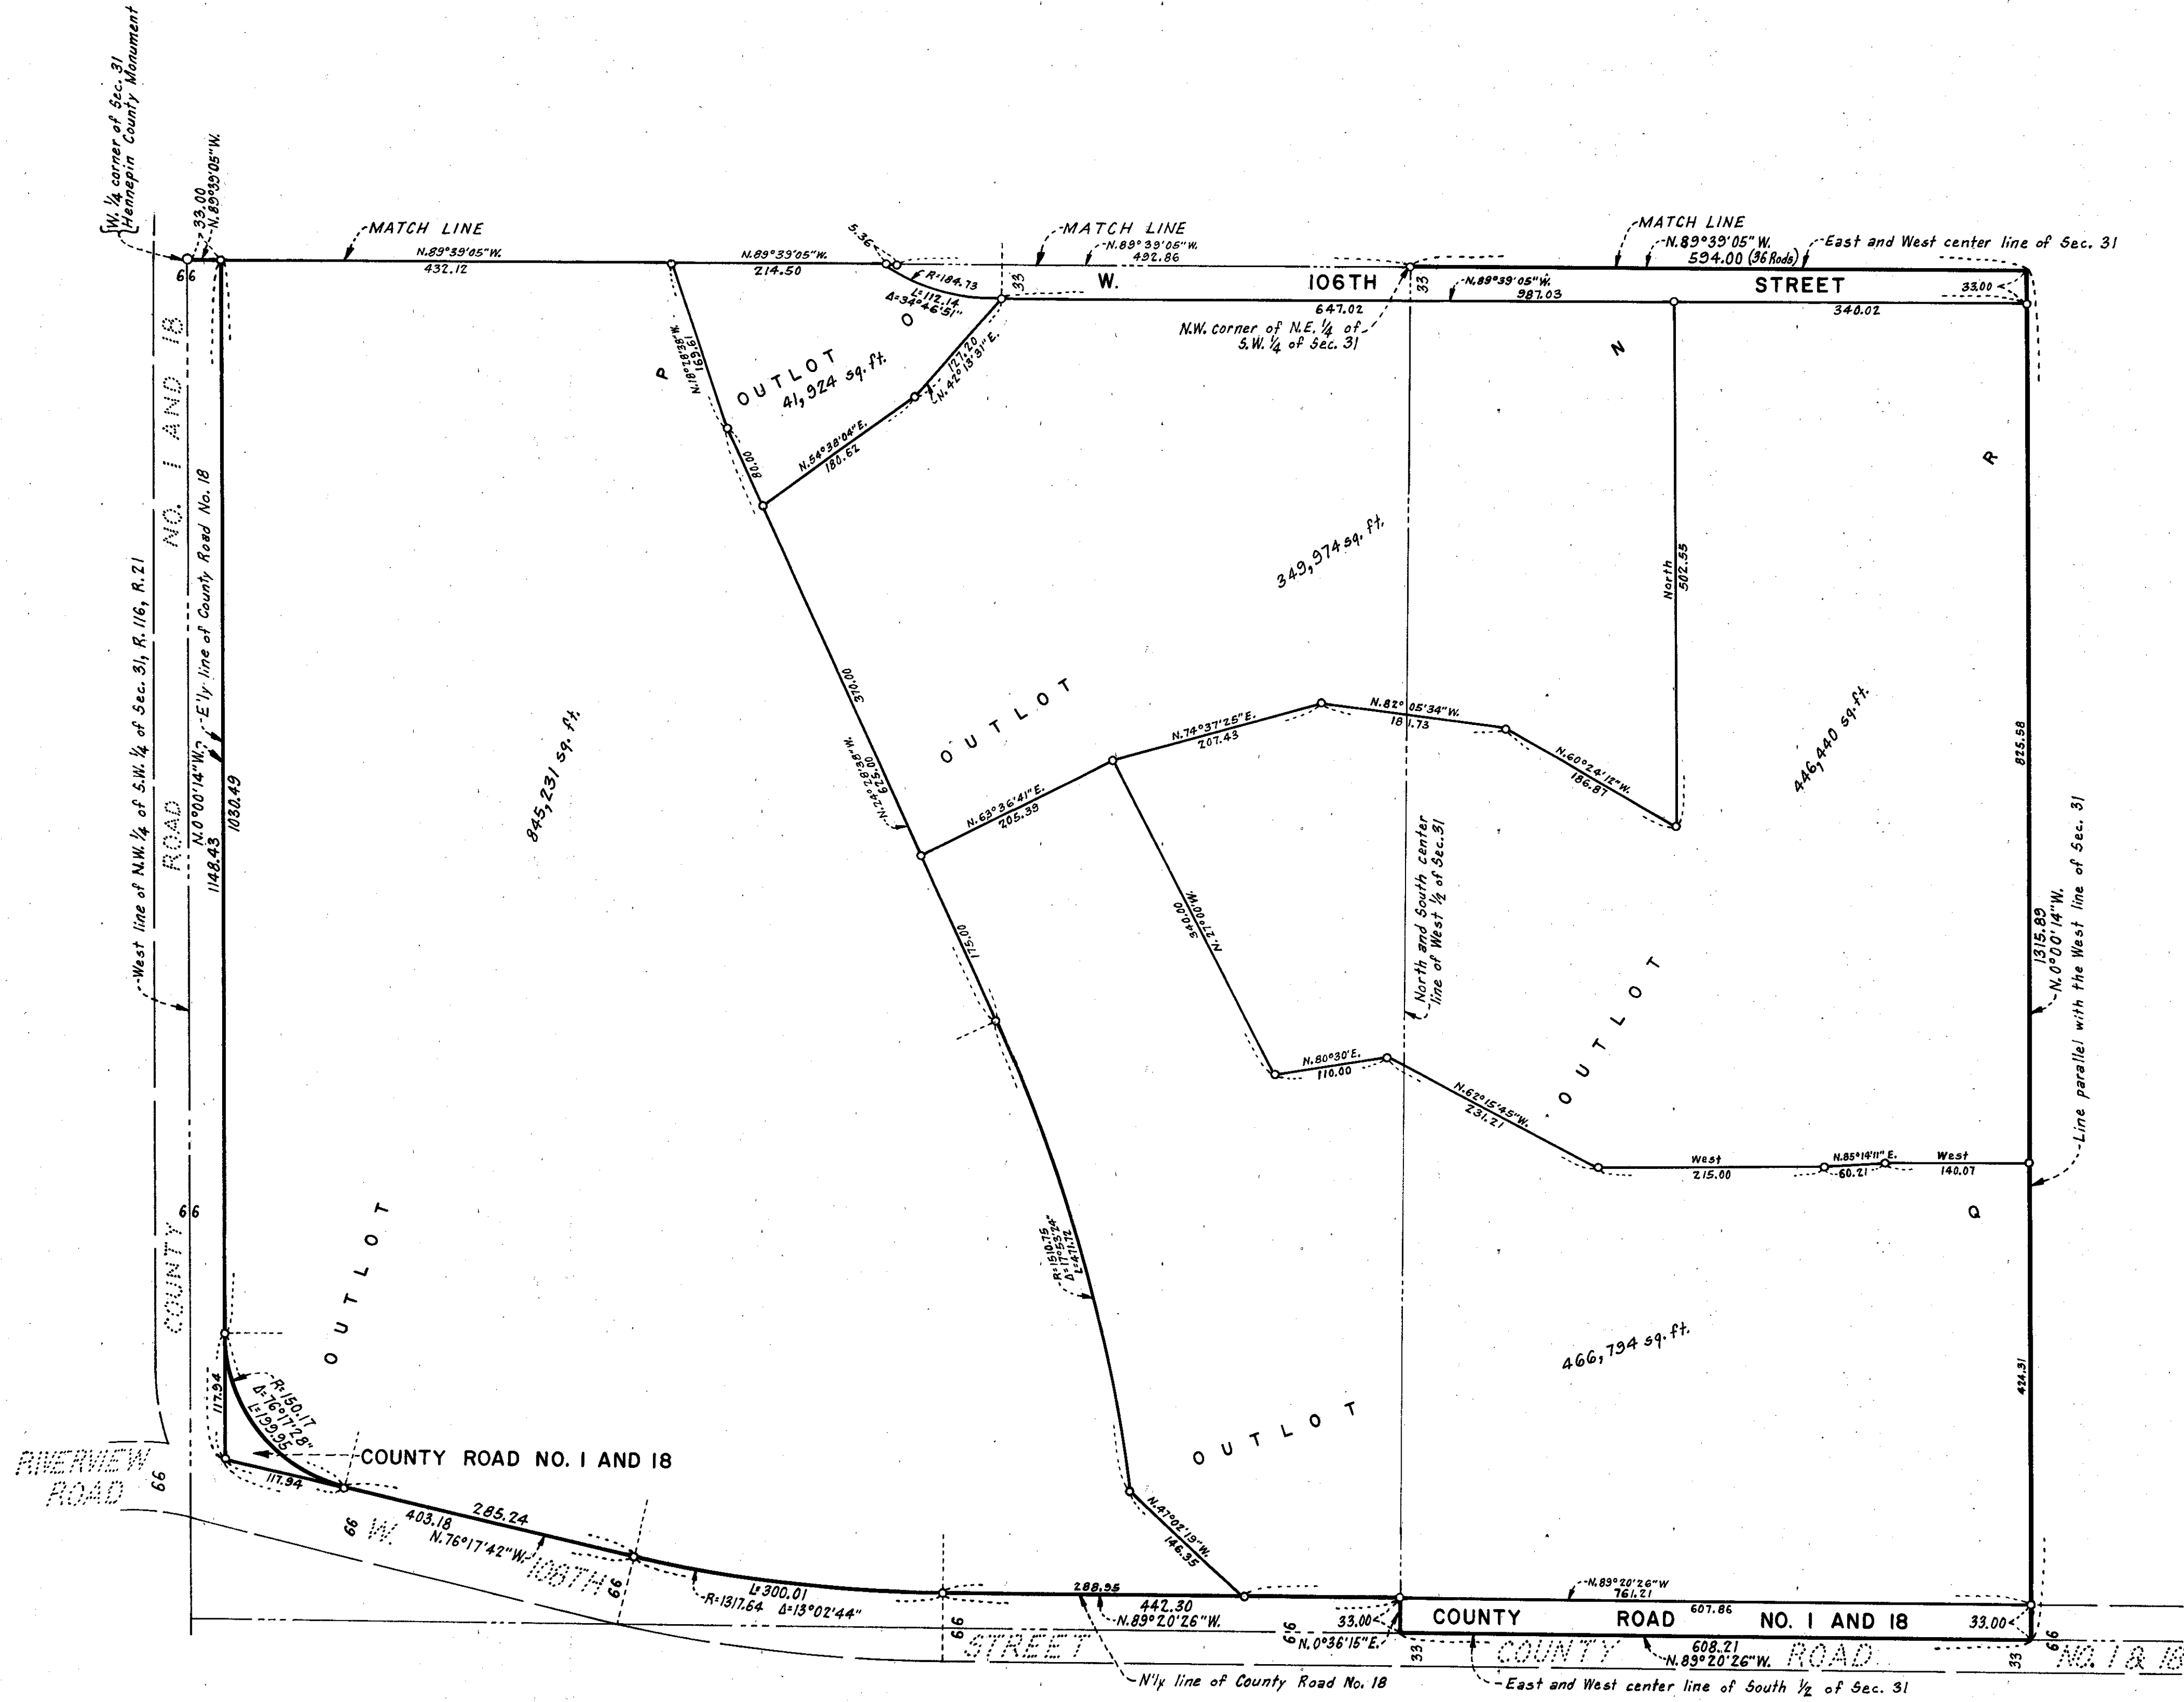 W. 1/4 corner of Sec. 31
Hennepin County Monument
33.00
N.89°39'05"W.
66
MATCH LINE
N.89°39'05"W.
432.12
N.89°39'05"W.
214.50
5.36
MATCH LINE
N.89°39'05"W.
492.86
MATCH LINE
N.89°39'05"W.
594.00 (36 Rods)
East and West center line of Sec. 31
R=184.73
L=112.14
Δ=34°46'51"
33
W. 106TH STREET
33
N.89°39'05"W.
987.03
33.00
647.02
340.02
N.W. corner of N.E. 1/4 of
S.W. 1/4 of Sec. 31
OUTLOT O
41,924 sq. ft.
P
N.18°28'38"W.
169.61
80.00
N.54°38'04"E.
180.62
127.20
N.42°13'31"E.
N
R
349,974 sq. ft.
North
502.55
COUNTY ROAD NO. 1 AND 18
West line of N.W. 1/4 of S.W. 1/4 of Sec. 31, R. 116, R. 21
E'ly line of County Road No. 18
N.0°00'14"W.
1148.43
1030.49
845,231 sq. ft.
370.00
N.24°28'38"W.
625.00
175.00
OUTLOT
N.63°36'41"E.
205.39
N.74°37'25"E.
207.43
N.82°05'34"W.
181.73
N.60°24'12"W.
186.87
446,440 sq. ft.
825.58
N.27°00'W.
340.00
North and South center
line of West 1/2 of Sec. 31
1315.89
N.0°00'14"W.
Line parallel with the West line of Sec. 31
OUTLOT
N.80°30'E.
110.00
N.62°15'45"W.
231.21
West
215.00
N.85°14'11"E.
60.21
West
140.07
Q
66
OUTLOT
R=1510.75
Δ=17°53'24"
L=471.72
466,794 sq. ft.
424.31
OUTLOT
117.94
R=150.17
Δ=76°17'28"
L=199.95
COUNTY ROAD NO. 1 AND 18
117.94
RIVERVIEW
ROAD
66
285.24
403.18
N.76°17'42"W.
66
W. 106TH STREET
66
L=300.01
R=1317.64 Δ=13°02'44"
66
N.47°02'19"W.
146.35
288.95
442.30
N.89°20'26"W.
66
33.00
N.0°36'15"E.
N.89°20'26"W
761.21
607.86
COUNTY ROAD NO. 1 AND 18
33.00
608.21
N.89°20'26"W.
33
COUNTY ROAD NO. 1 & 18
33
66
N'ly line of County Road No. 18
East and West center line of South 1/2 of Sec. 31